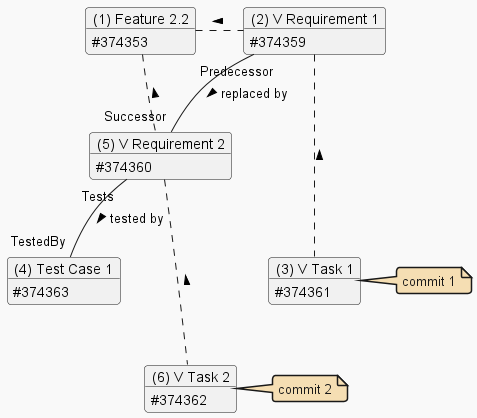 (1) Feature 2.2
#374353
(2) V Requirement 1
#374359
Predecessor
replaced by
Successor
(5) V Requirement 2
#374360
Tests
tested by
TestedBy
(4) Test Case 1
#374363
(3) V Task 1
#374361
commit 1
(6) V Task 2
#374362
commit 2